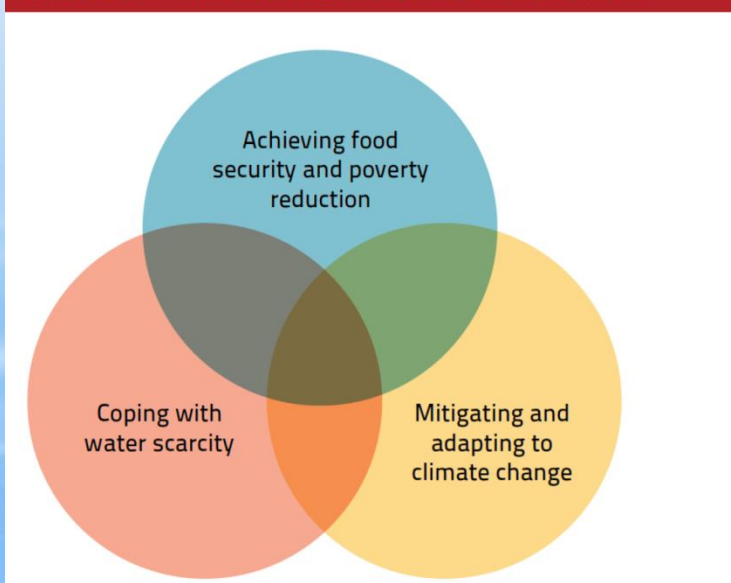 Achieving food
security and poverty
reduction
Coping with
water scarcity
Mitigating and
adapting to
climate change